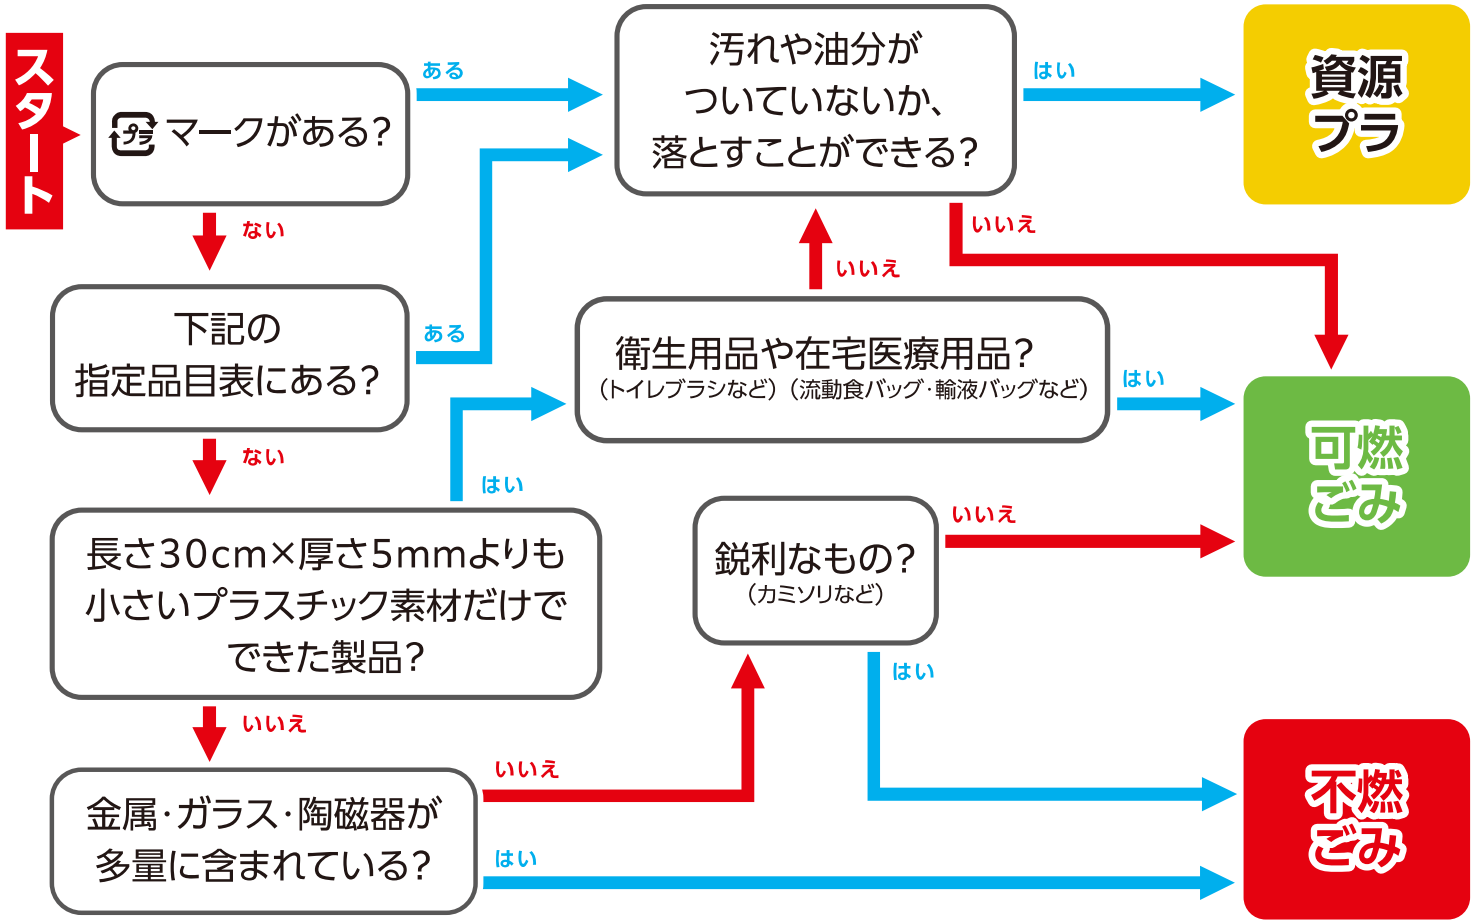 スタート
プラ マークがある?
ある
ない
下記の
指定品目表にある?
ある
ない
長さ30cm×厚さ5mmよりも
小さいプラスチック素材だけで
できた製品?
はい
いいえ
金属・ガラス・陶磁器が
多量に含まれている?
いいえ
はい
汚れや油分が
ついていないか、
落とすことができる?
はい
いいえ
いいえ
衛生用品や在宅医療用品?
(トイレブラシなど)(流動食バッグ・輸液バッグなど)
はい
鋭利なもの?
(カミソリなど)
いいえ
はい
資源
プラ
可燃
ごみ
不燃
ごみ